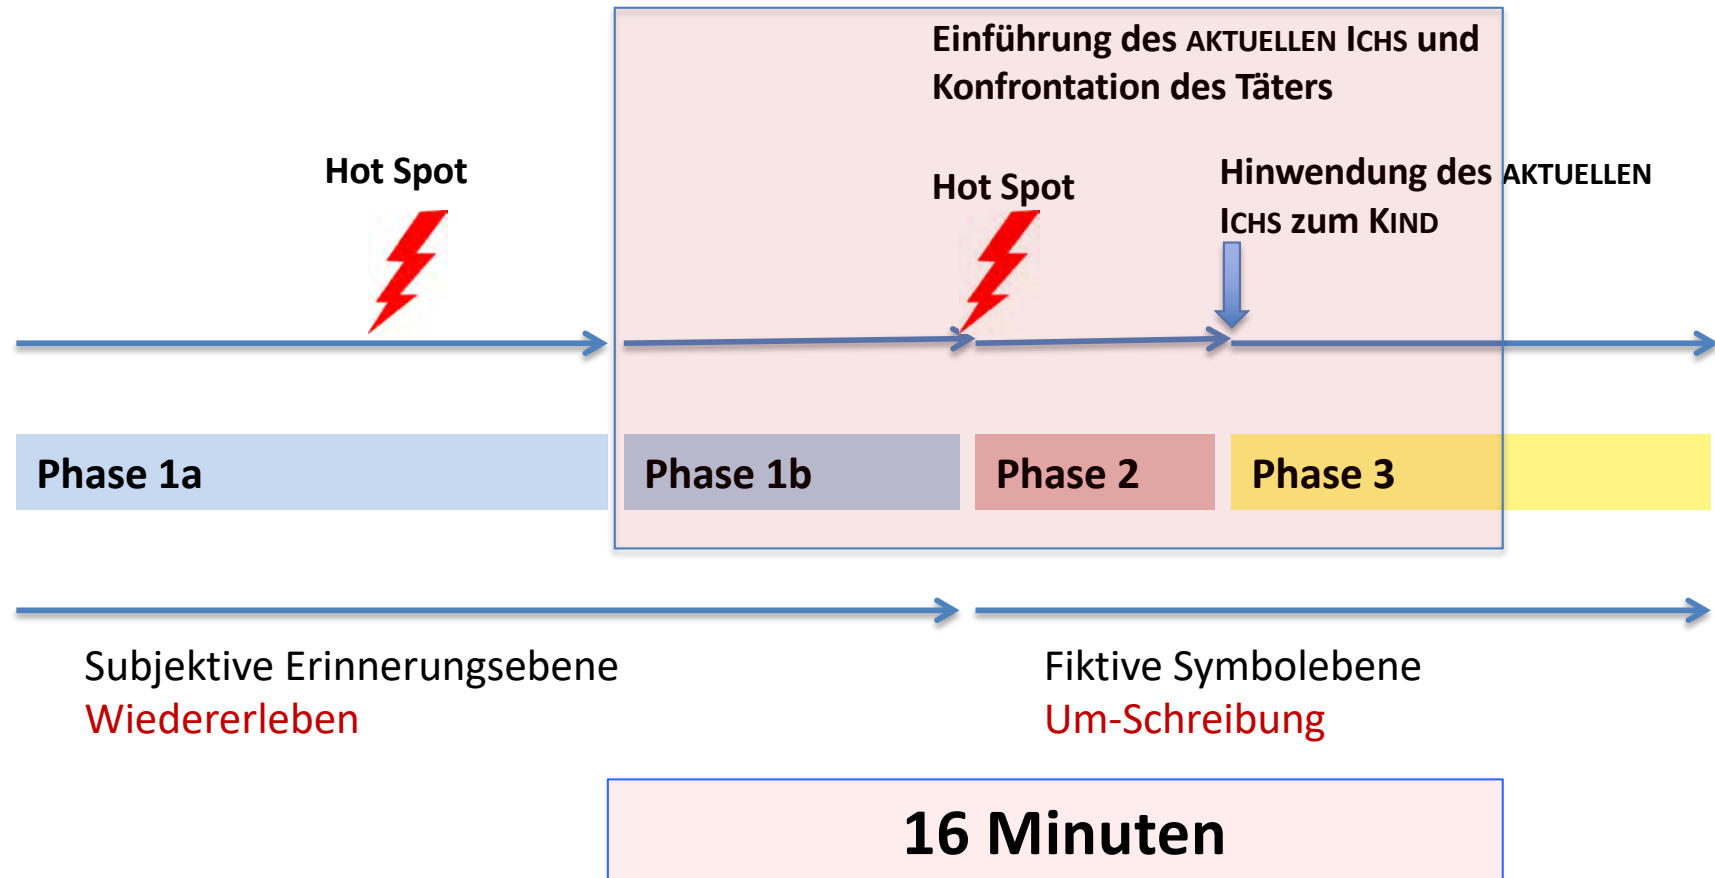 Einführung des AKTUELLEN ICHS und
Konfrontation des Täters
Hot Spot
Hot Spot
Hinwendung des AKTUELLEN
ICHS zum KIND
Phase 1a
Phase 1b
Phase 2
Phase 3
Subjektive Erinnerungsebene
Wiedererleben
Fiktive Symbolebene
Um-Schreibung
16 Minuten